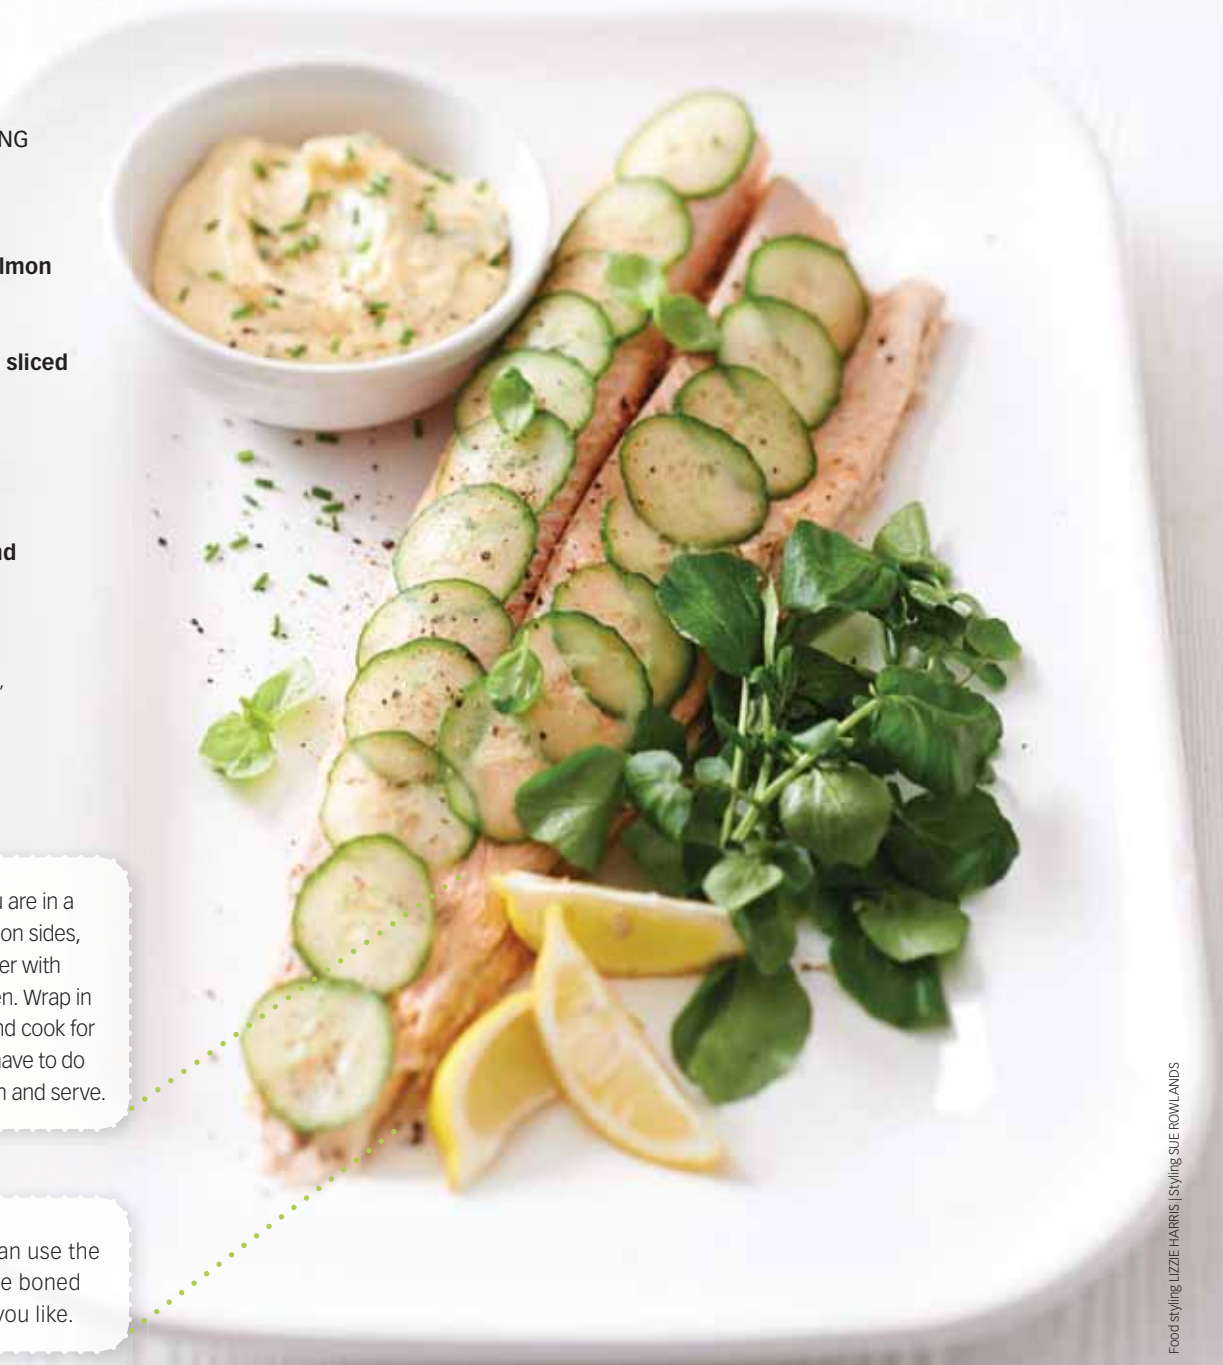 NG
lmon
sliced
nd
,
u are in a
on sides,
er with
en. Wrap in
nd cook for
have to do
n and serve.
an use the
e boned
you like.
Food styling LIZZIE HARRIS | Styling SUE ROWLANDS